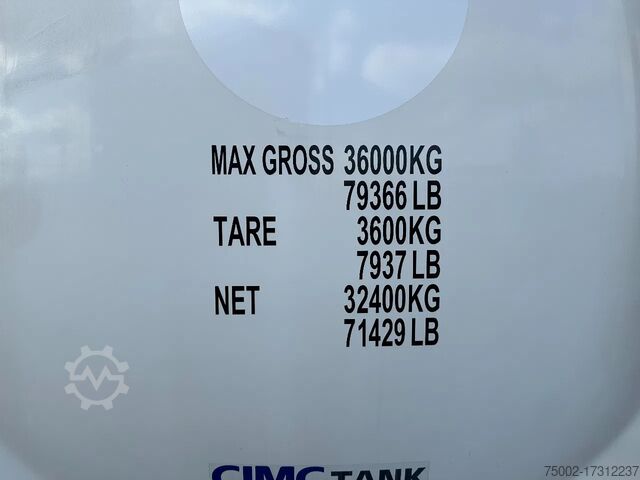 MAX GROSS 36000KG
79366 LB
TARE 3600KG
7937 LB
NET 32400KG
71429 LB
CIMC TANK
75002-17312237